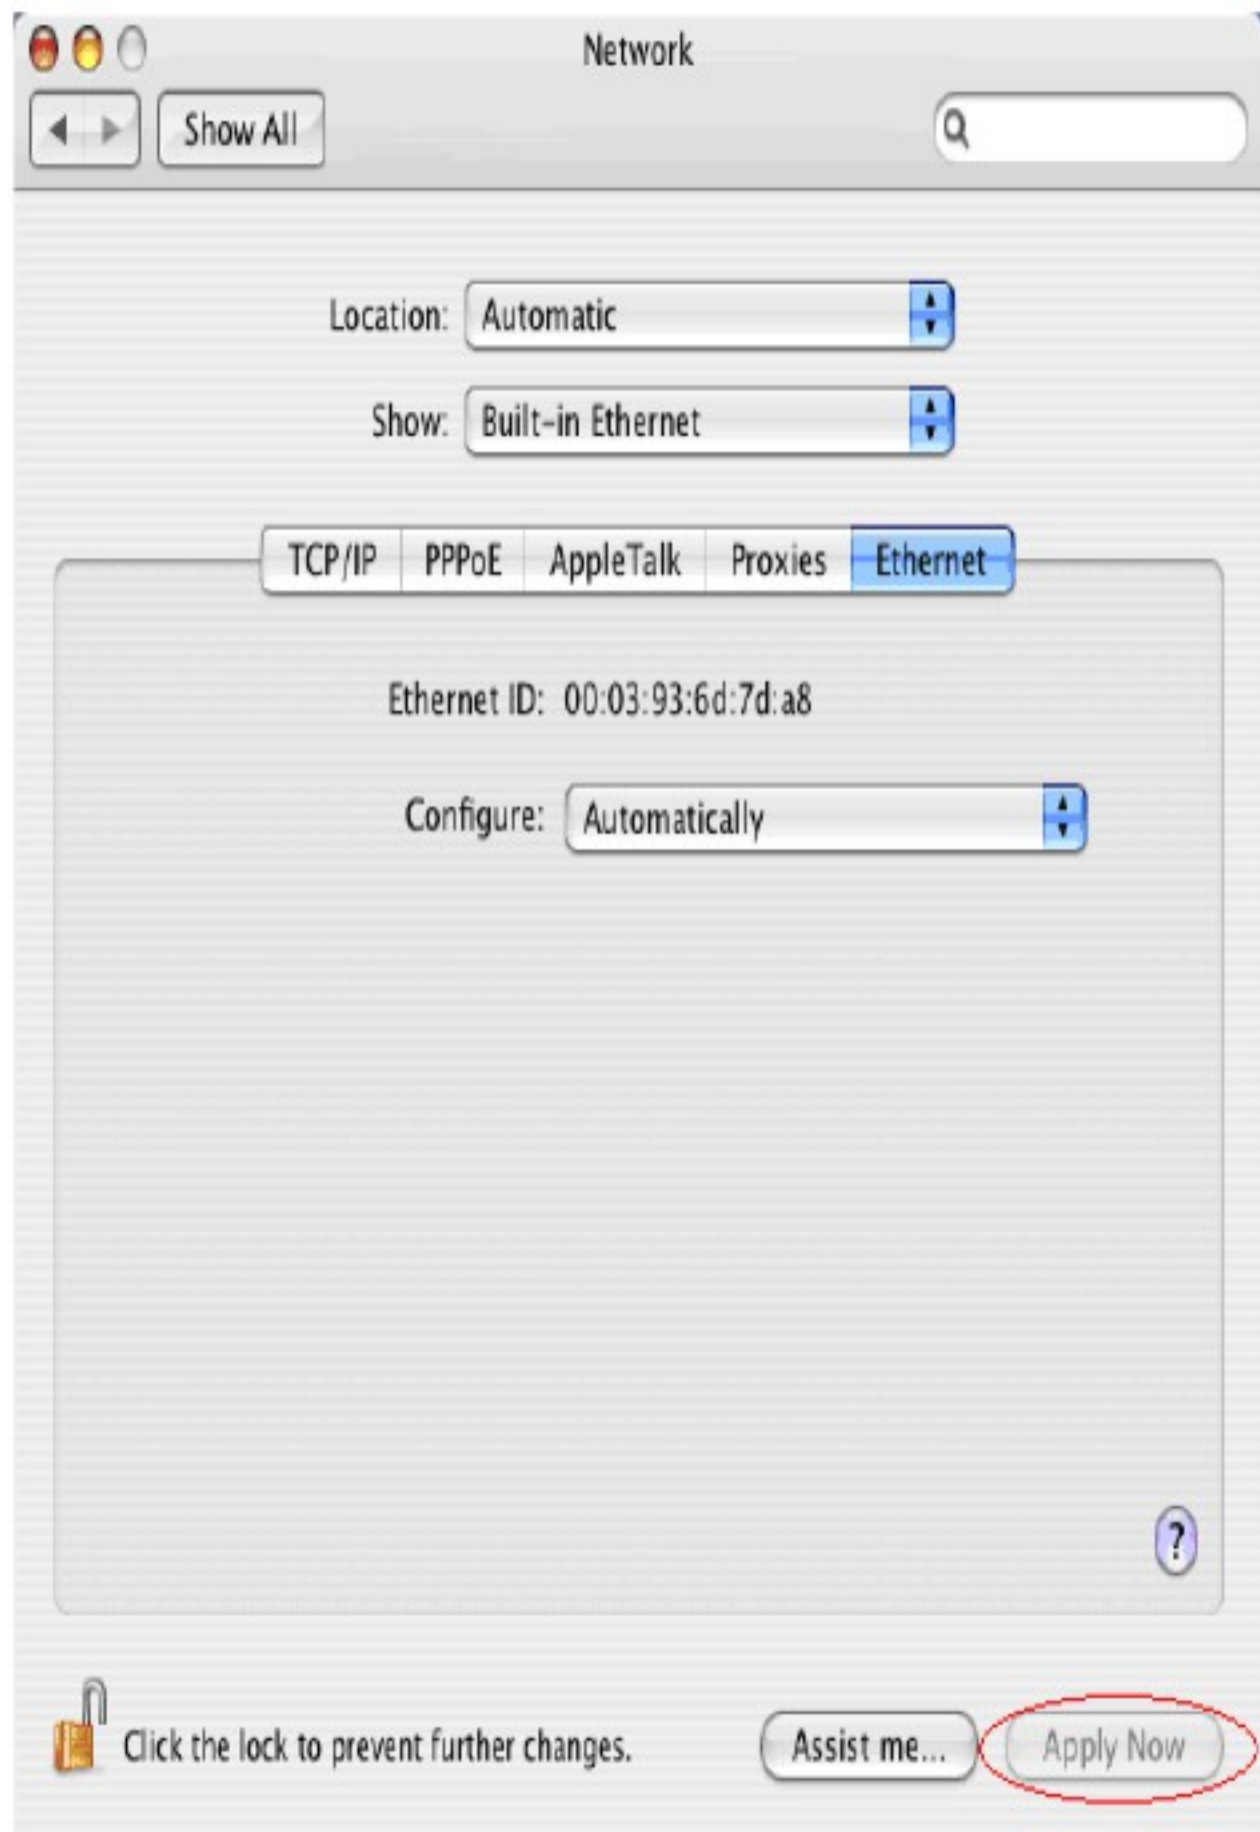 Network
Show All
Location: Automatic
Show: Built-in Ethernet
TCP/IP PPPoE AppleTalk Proxies Ethernet
Ethernet ID: 00:03:93:6d:7d:a8
Configure: Automatically
?
Click the lock to prevent further changes. Assist me... Apply Now